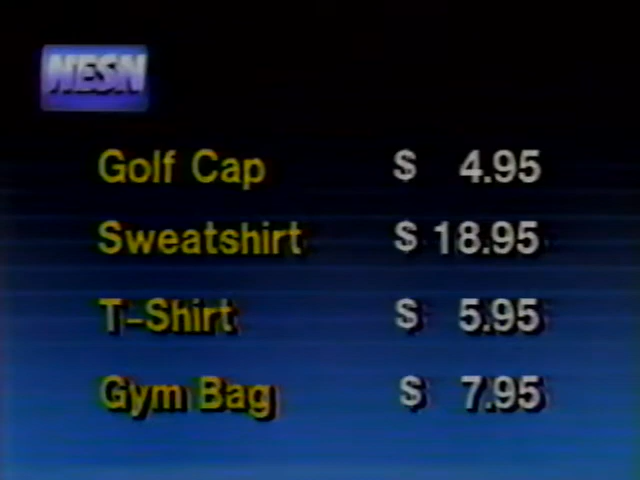 NESN
Golf Cap $ 4.95
Sweatshirt $ 18.95
T-Shirt $ 5.95
Gym Bag $ 7.95